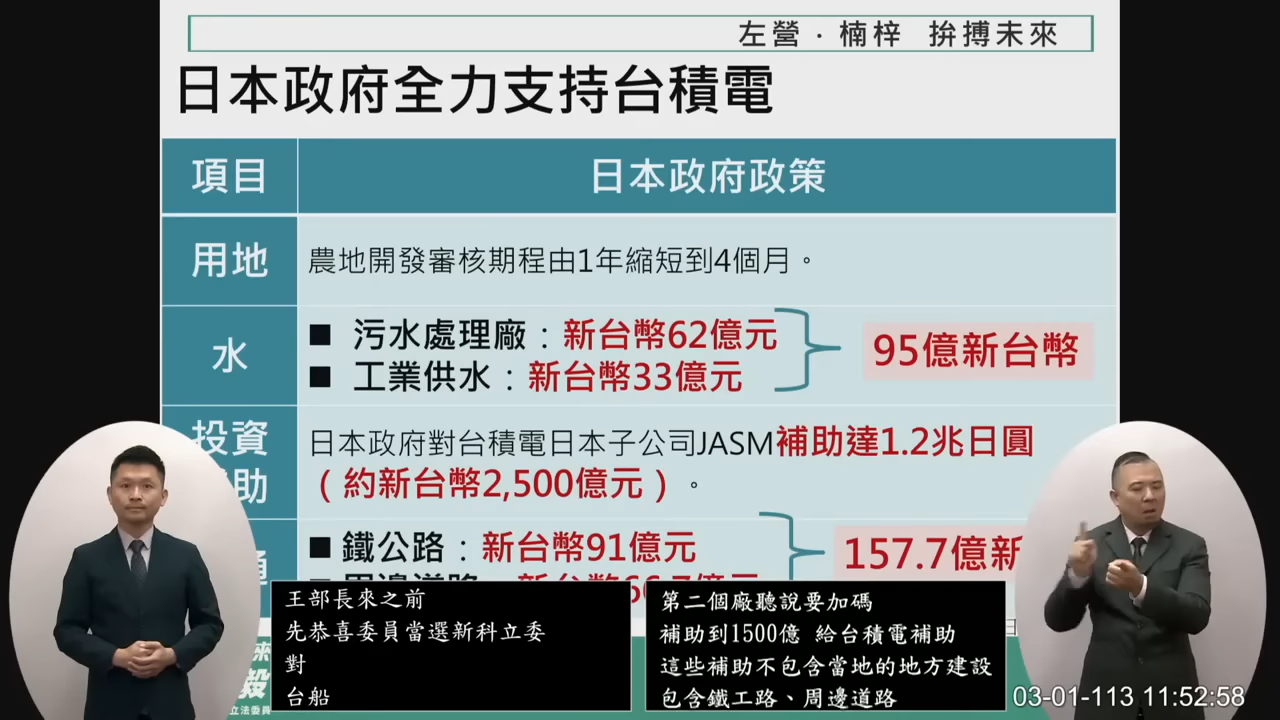 左營．楠梓 拚搏未來
日本政府全力支持台積電
項目
日本政府政策
用地
農地開發審核期程由1年縮短到4個月。
水
■ 污水處理廠：新台幣62億元
■ 工業供水：新台幣33億元
95億新台幣
投資
助
日本政府對台積電日本子公司JASM補助達1.2兆日圓
（約新台幣2,500億元）。
■ 鐵公路：新台幣91億元
157.7億新
王部長來之前
先恭喜委員當選新科立委
對
台船
第二個廠聽說要加碼
補助到1500億 給台積電補助
這些補助不包含當地的地方建設
包含鐵工路、周邊道路
來
毅
立法委員
日
03-01-113 11:52:58